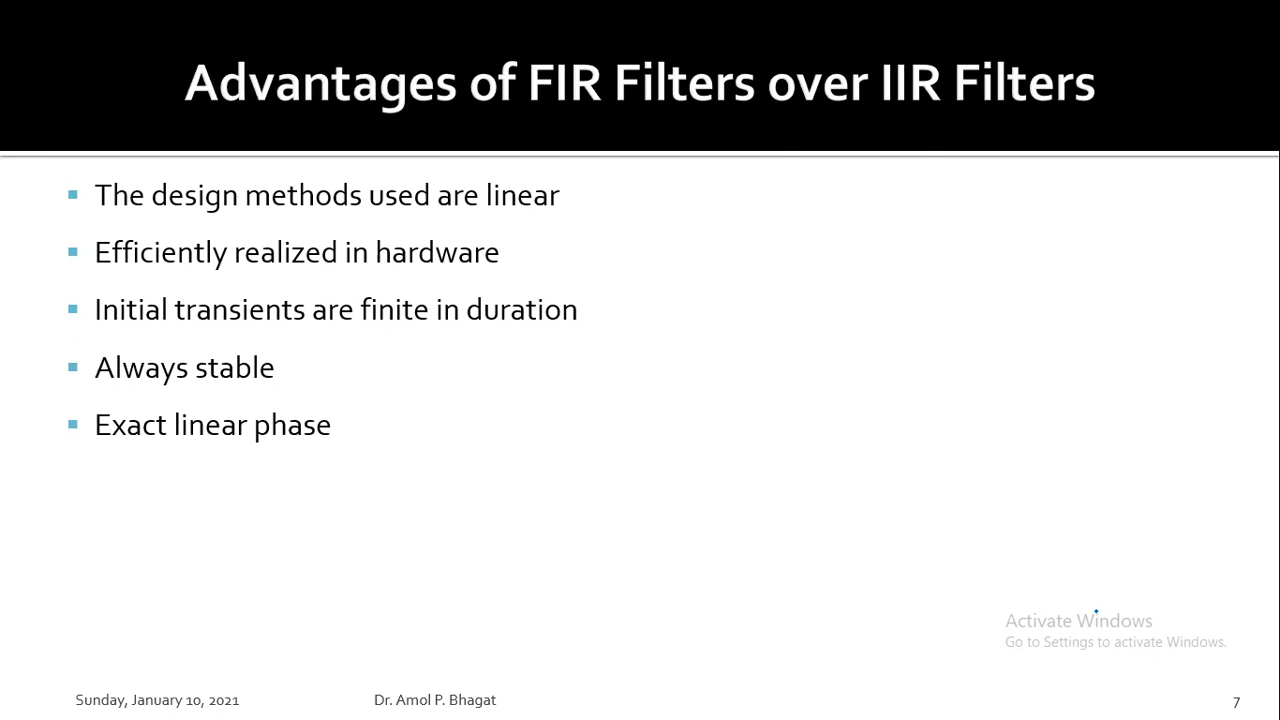 Advantages of FIR Filters over IIR Filters
The design methods used are linear
Efficiently realized in hardware
Initial transients are finite in duration
Always stable
Exact linear phase
Activate Windows
Go to Settings to activate Windows.
Sunday, January 10, 2021 Dr. Amol P. Bhagat 7